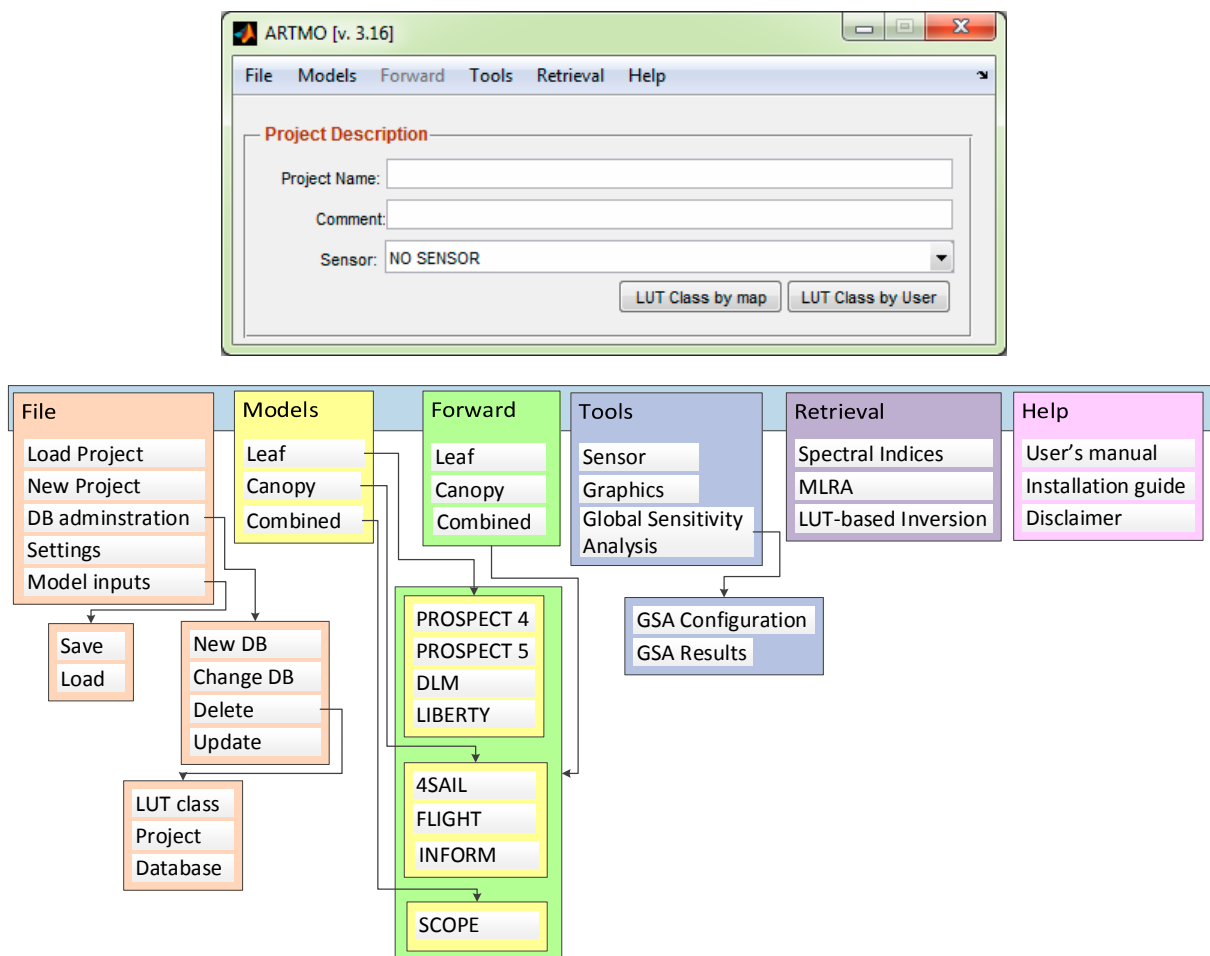 ARTMO [v. 3.16]
File Models Forward Tools Retrieval Help
Project Description
Project Name:
Comment:
Sensor: NO SENSOR
LUT Class by map LUT Class by User
File
Load Project
New Project
DB adminstration
Settings
Model inputs
Save
Load
New DB
Change DB
Delete
Update
LUT class
Project
Database
Models
Leaf
Canopy
Combined
Forward
Leaf
Canopy
Combined
PROSPECT 4
PROSPECT 5
DLM
LIBERTY
4SAIL
FLIGHT
INFORM
SCOPE
Tools
Sensor
Graphics
Global Sensitivity
Analysis
GSA Configuration
GSA Results
Retrieval
Spectral Indices
MLRA
LUT-based Inversion
Help
User's manual
Installation guide
Disclaimer